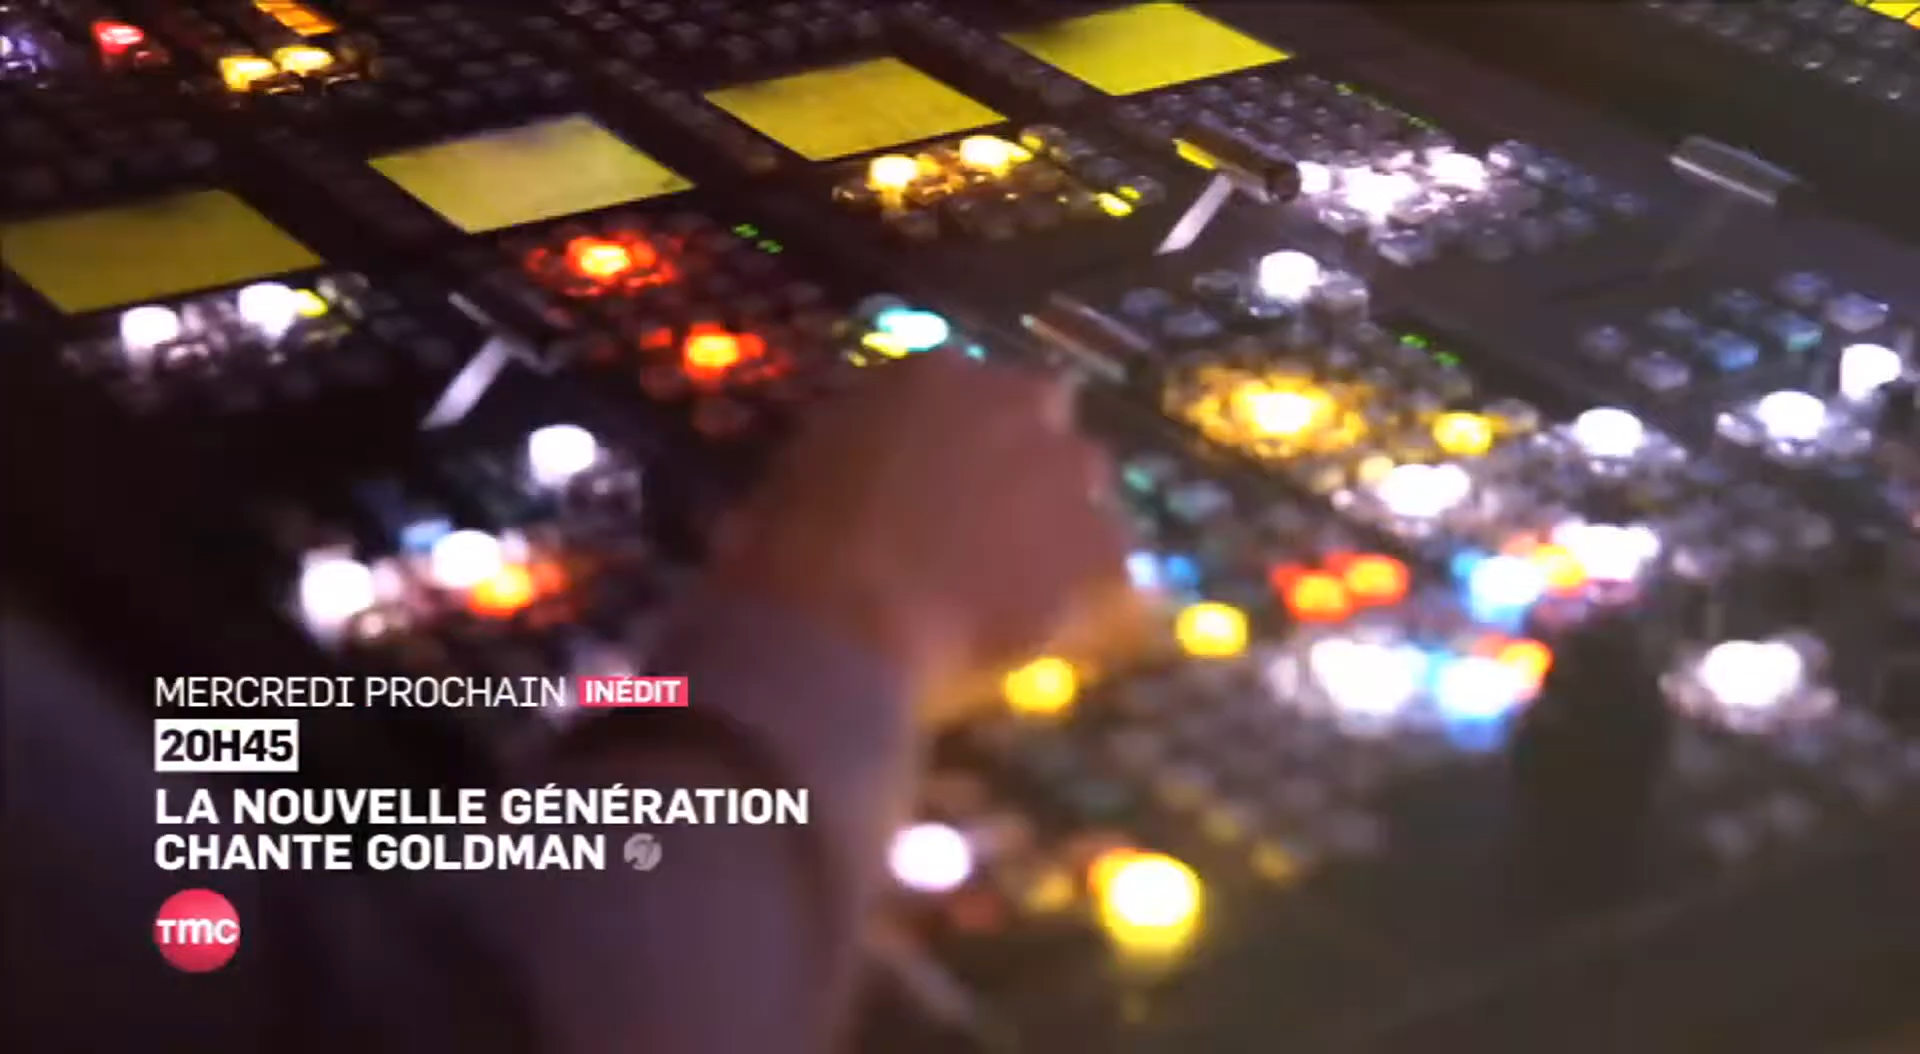 MERCREDI PROCHAIN INÉDIT
20H45
LA NOUVELLE GÉNÉRATION
CHANTE GOLDMAN
TMC